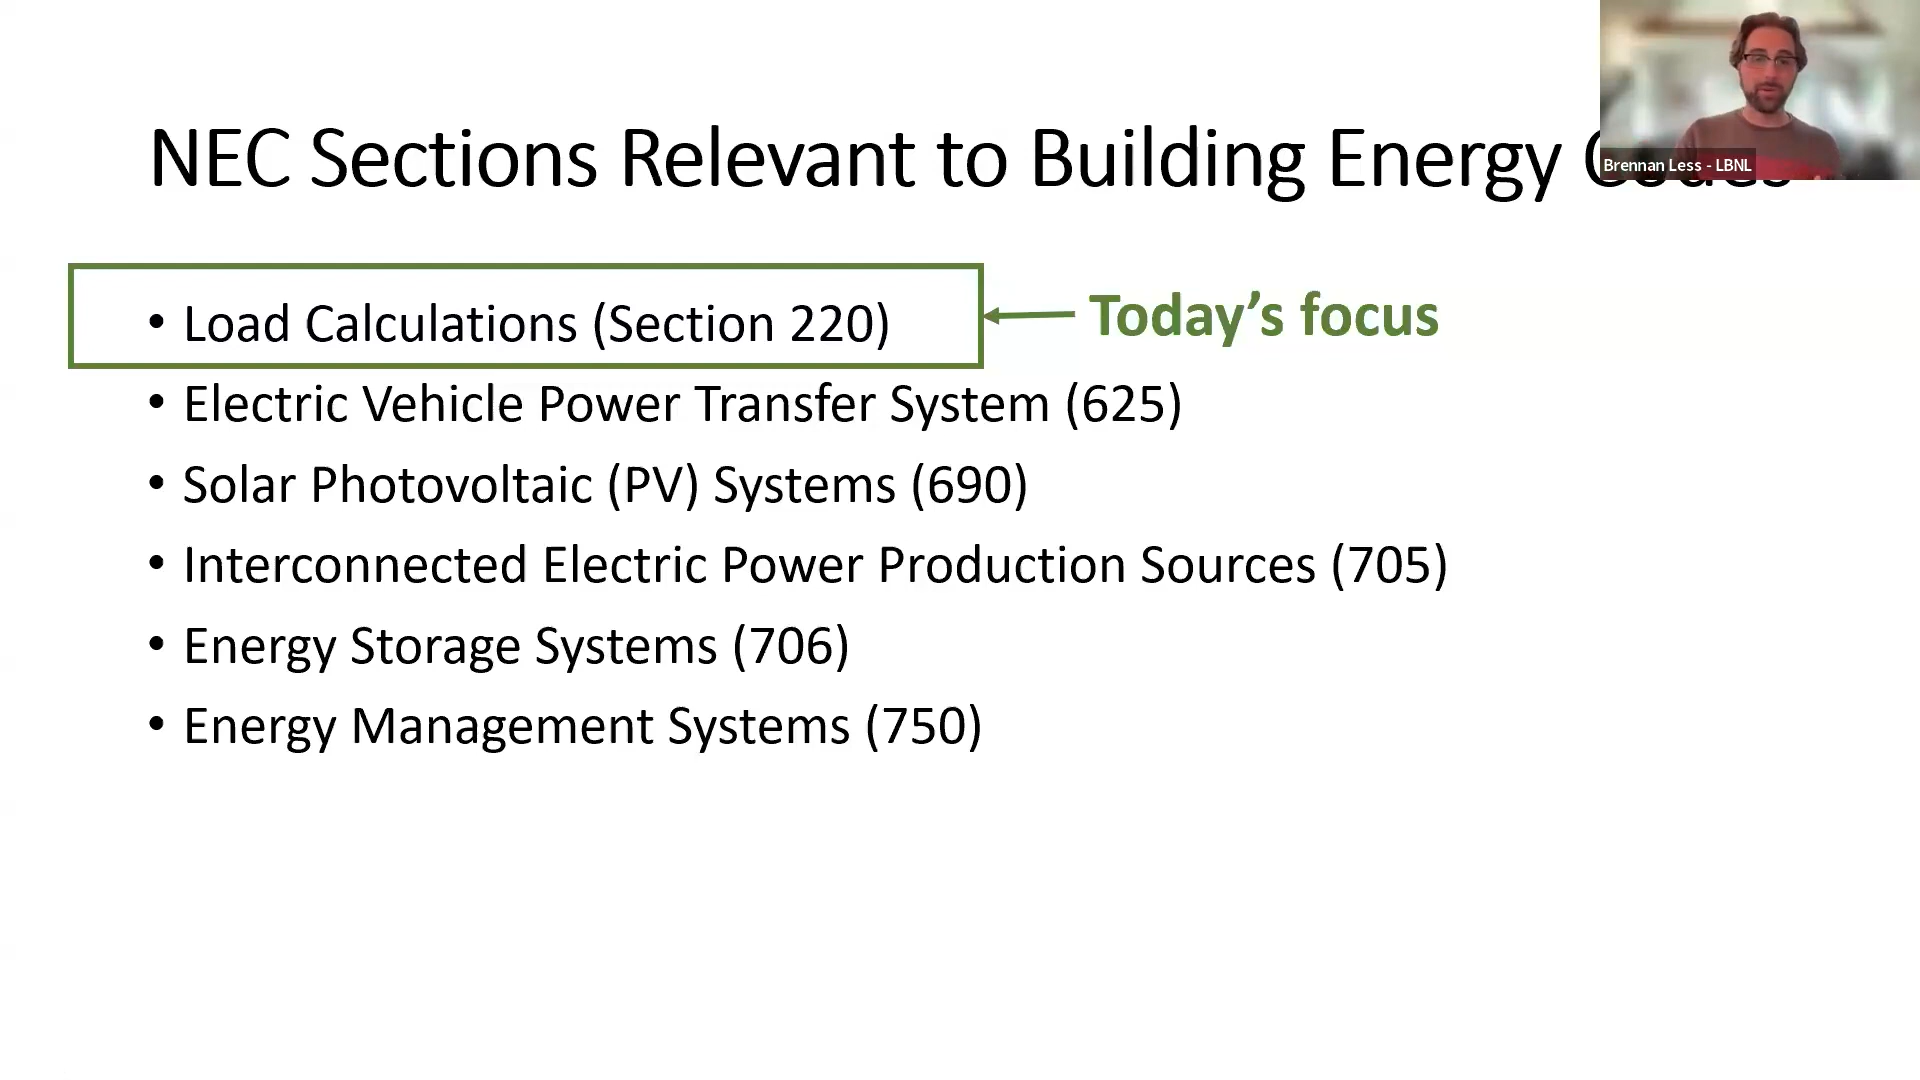 NEC Sections Relevant to Building Energy Codes
Brennan Less - LBNL
• Load Calculations (Section 220)
Today’s focus
• Electric Vehicle Power Transfer System (625)
• Solar Photovoltaic (PV) Systems (690)
• Interconnected Electric Power Production Sources (705)
• Energy Storage Systems (706)
• Energy Management Systems (750)